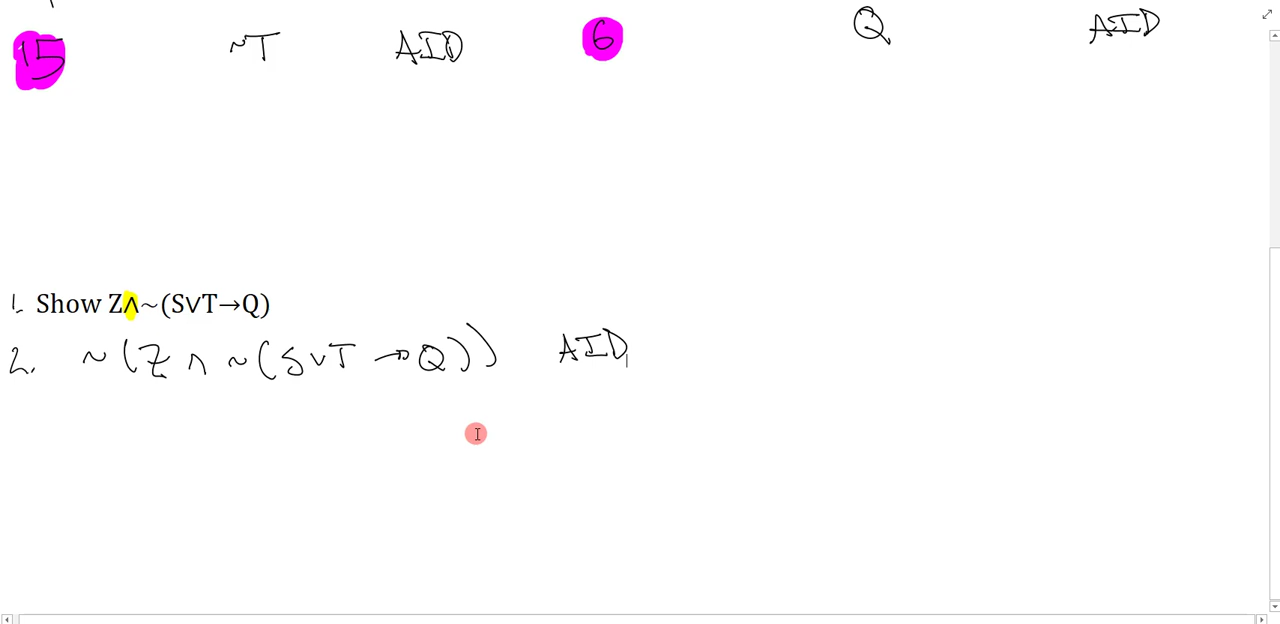 15 ~T AID 6 Q AID
1. Show Z∧~(S∨T→Q)
2. ~(Z ∧ ~(S∨T → Q)) AID